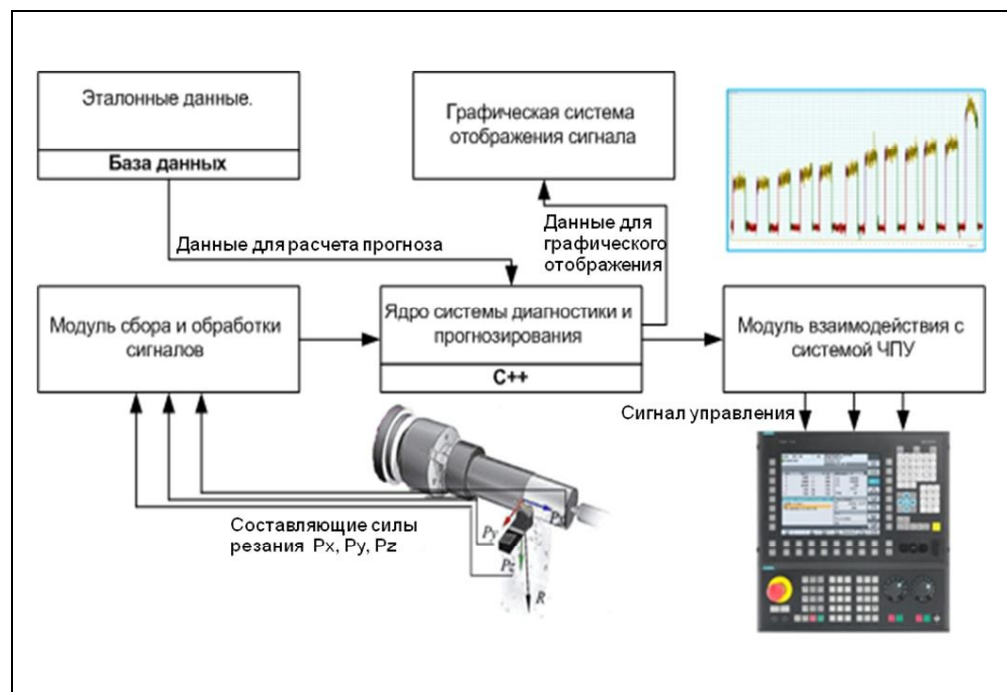 Эталонные данные.
База данных
Графическая система
отображения сигнала
Данные для расчета прогноза
Данные для
графического
отображения
Модуль сбора и обработки
сигналов
Ядро системы диагностики и
прогнозирования
C++
Модуль взаимодействия с
системой ЧПУ
Сигнал управления
Составляющие силы
резания Px, Py, Pz
Px
Py
Pz
R